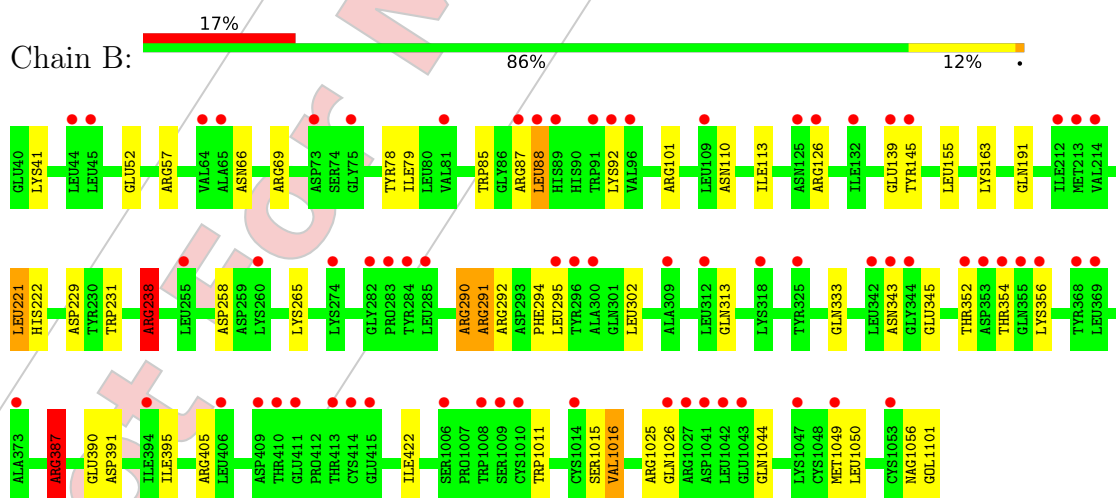 17%
Chain B:
86% 12% •
GLU40 LYS41 LEU44 LEU45 GLU52 ARG57 VAL64 ALA65 ASN66 ARG69 ASP73 SER74 GLY75 TYR78 ILE79 LEU80 VAL81 TRP85 GLY86 ARG87 LEU88 HIS89 HIS90 TRP91 LYS92 VAL96 ARG101 LEU109 ASN110 ILE113 ASN125 ARG126 ILE132 GLU139 TYR145 LEU155 LYS163 GLN191 ILE212 MET213 VAL214
LEU221 HIS222 ASP229 TYR230 TRP231 ARG238 LEU255 ASP258 ASP259 LYS260 LYS265 LYS274 GLY282 PRO283 TYR284 LEU285 ARG290 ARG291 ARG292 ASP293 PHE294 LEU295 TYR296 ALA300 GLN301 LEU302 ALA309 LEU312 GLN313 LYS318 TYR325 GLN333 LEU342 ASN343 GLY344 GLU345 THR352 ASP353 THR354 GLN355 LYS356 TYR368 LEU369
ALA373 ARG387 GLU390 ASP391 ILE394 ILE395 ARG405 LEU406 ASP409 THR410 GLU411 PRO412 THR413 CYS414 GLU415 ILE422 SER1006 PRO1007 TRP1008 SER1009 CYS1010 TRP1011 CYS1014 SER1015 VAL1016 ARG1025 GLN1026 ARG1027 ASP1041 LEU1042 GLU1043 GLN1044 LYS1047 CYS1048 MET1049 LEU1050 CYS1053 NAG1056 GOL1101